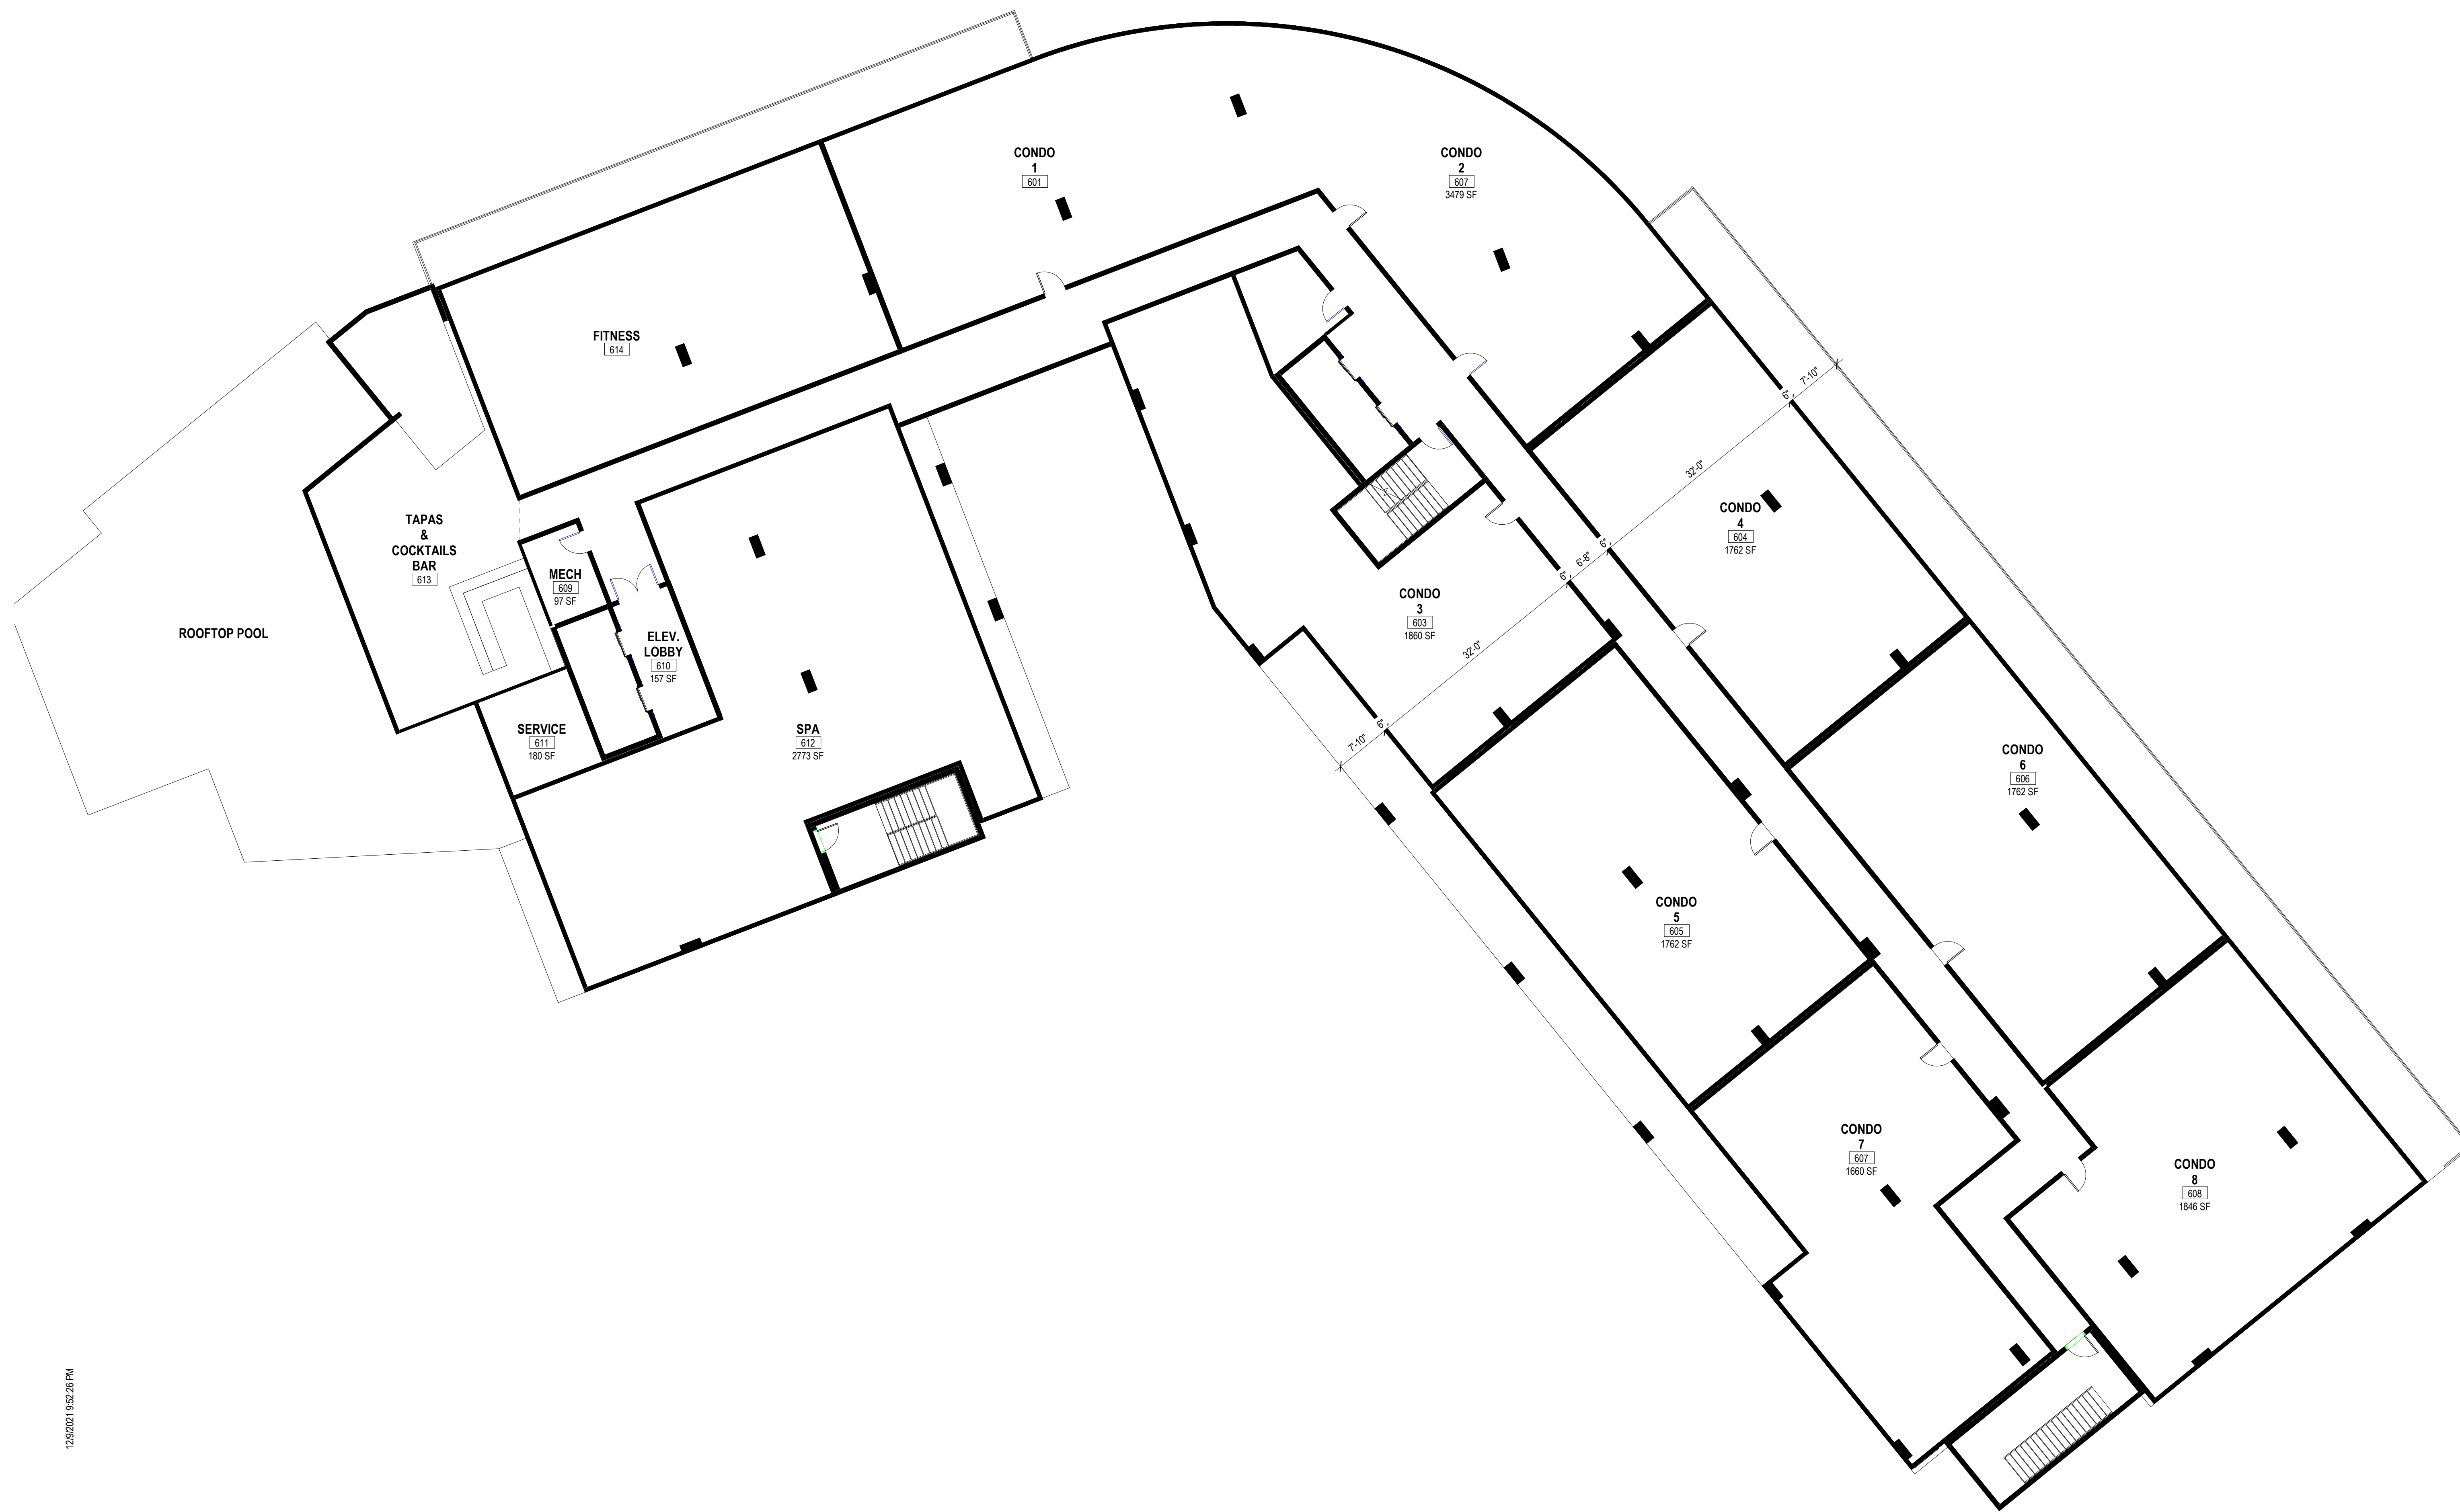 CONDO
1
601
CONDO
2
607
3479 SF
FITNESS
614
7'-10"
6"
32'-0"
CONDO
4
604
1762 SF
TAPAS
&
COCKTAILS
BAR
613
MECH
609
97 SF
6"
6'-8"
6"
CONDO
3
603
1860 SF
ROOFTOP POOL
ELEV.
LOBBY
610
157 SF
32'-0"
SERVICE
611
180 SF
SPA
612
2773 SF
6"
7'-10"
CONDO
6
606
1762 SF
CONDO
5
605
1762 SF
CONDO
7
607
1660 SF
CONDO
8
608
1846 SF
12/9/2021 9:52:26 PM